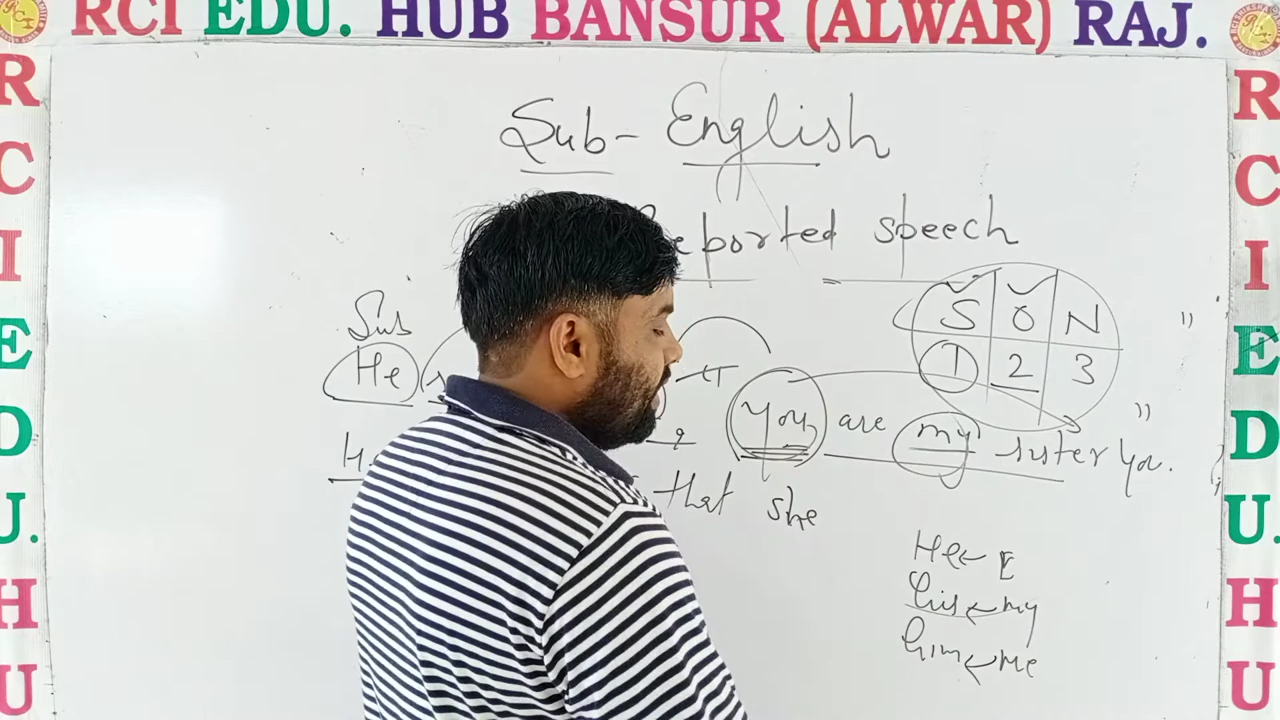 RCI EDU. HUB BANSUR (ALWAR) RAJ.
R
C
I
E
D
U.
H
U
R
C
I
E
D
U.
H
U
Sub- English
Reported speech
S O N
1 2 3
Sub
He
"
you are my sister
"
that she
He ← I
his ← my
him ← me